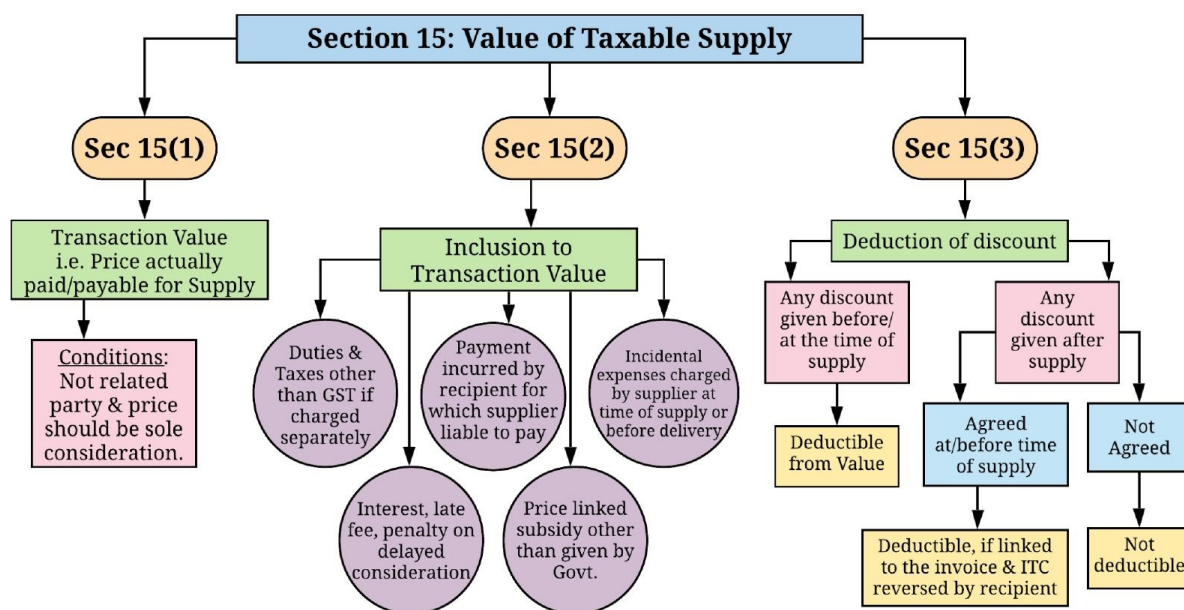 Section 15: Value of Taxable Supply
Sec 15(1)
Sec 15(2)
Sec 15(3)
Transaction Value
i.e. Price actually
paid/payable for Supply
Conditions:
Not related
party & price
should be sole
consideration.
Inclusion to
Transaction Value
Duties &
Taxes other
than GST if
charged
separately
Payment
incurred by
recipient for
which supplier
liable to pay
Incidental
expenses charged
by supplier at
time of supply or
before delivery
Interest, late
fee, penalty on
delayed
consideration
Price linked
subsidy other
than given by
Govt.
Deduction of discount
Any discount
given before/
at the time of
supply
Any
discount
given after
supply
Deductible
from Value
Agreed
at/before time
of supply
Not
Agreed
Deductible, if linked
to the invoice & ITC
reversed by recipient
Not
deductible